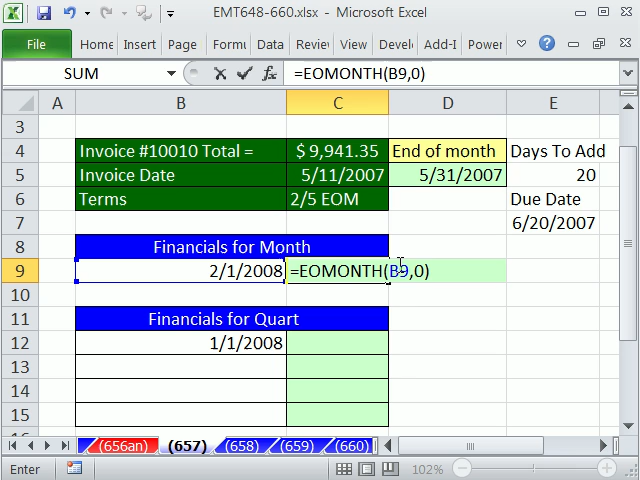 EMT648-660.xlsx - Microsoft Excel
File Home Insert Page Formu Data Reviev View Devel Add-I Power
SUM =EOMONTH(B9,0)
A B C D E
3
4 Invoice #10010 Total = $ 9,941.35 End of month Days To Add
5 Invoice Date 5/11/2007 5/31/2007 20
6 Terms 2/5 EOM Due Date
7 6/20/2007
8 Financials for Month
9 2/1/2008 =EOMONTH(B9,0)
10
11 Financials for Quart
12 1/1/2008
13
14
15
(656an) (657) (658) (659) (660)
Enter 102%